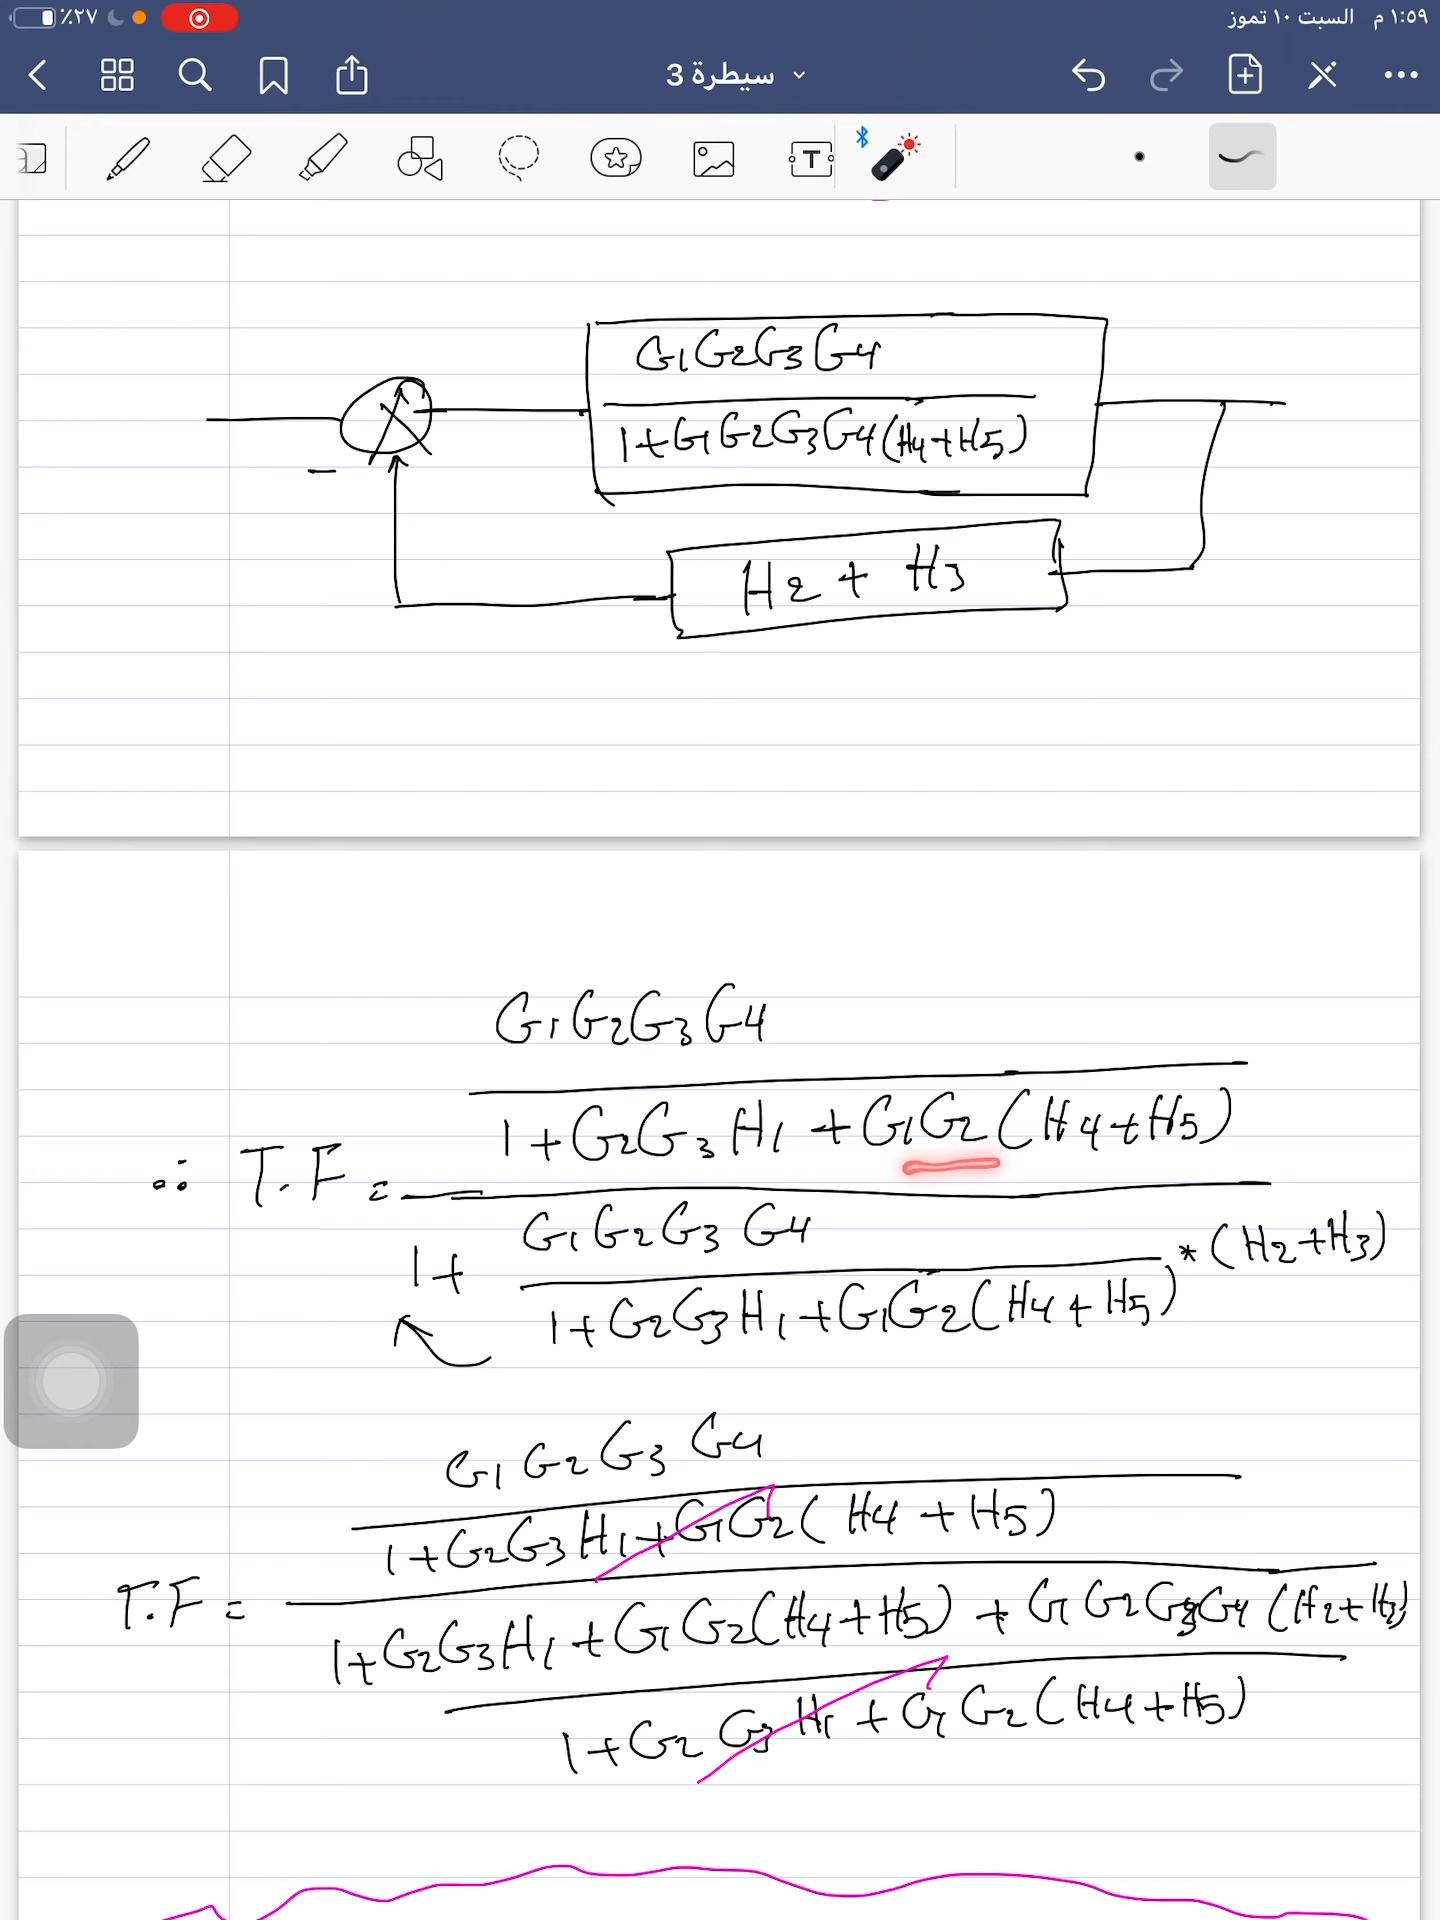 ٪٢٧
١:٥٩ م السبت ١٠ تموز
سيطرة 3
T
G1G2G3G4
1+G1G2G3G4(H4+H5)
−
H2 + H3
G1G2G3G4
1+G2G3H1+G1G2(H4+H5)
∴ T.F =
G1G2G3G4
1+
*(H2+H3)
1+G2G3H1+G1G2(H4+H5)
G1G2G3G4
1+G2G3H1+G1G2(H4+H5)
T.F =
1+G2G3H1+G1G2(H4+H5)+G1G2G3G4(H2+H3)
1+G2G3H1+G1G2(H4+H5)